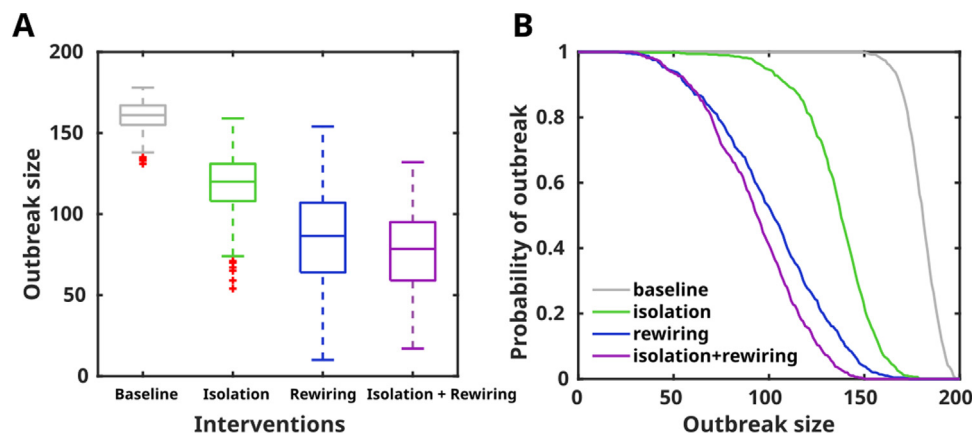 A
200
150
100
50
0
Outbreak size
Baseline
Isolation
Rewiring
Isolation + Rewiring
Interventions
B
1
0.8
0.6
0.4
0.2
0
Probability of outbreak
baseline
isolation
rewiring
isolation+rewiring
0
50
100
150
200
Outbreak size